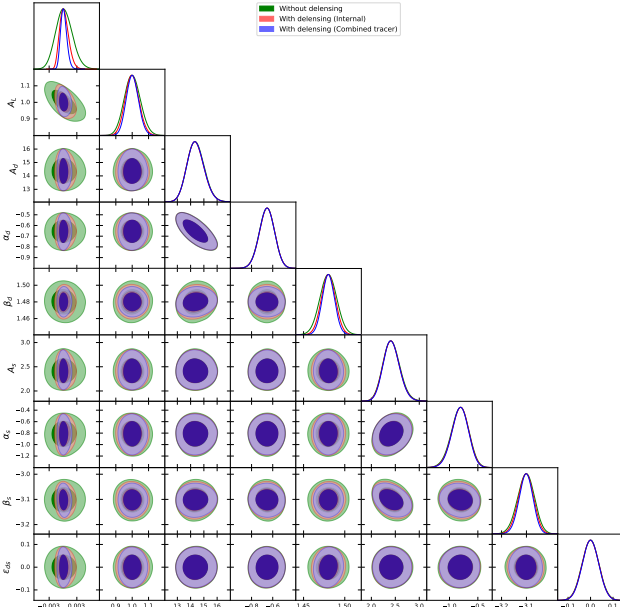 Without delensing
With delensing (Internal)
With delensing (Combined tracer)
A_L
1.1
1.0
0.9
A_d
16
15
14
13
α_d
−0.5
−0.6
−0.7
−0.8
−0.9
β_d
1.50
1.48
1.46
A_s
3.0
2.5
2.0
α_s
−0.4
−0.6
−0.8
−1.0
−1.2
β_s
−3.0
−3.1
−3.2
ε_ds
0.1
0.0
−0.1
−0.003 0.003 0.9 1.0 1.1 13 14 15 16 −0.8 −0.6 1.45 1.50 2.0 2.5 3.0 −1.0 −0.5 −3.2 −3.1 −0.1 0.0 0.1